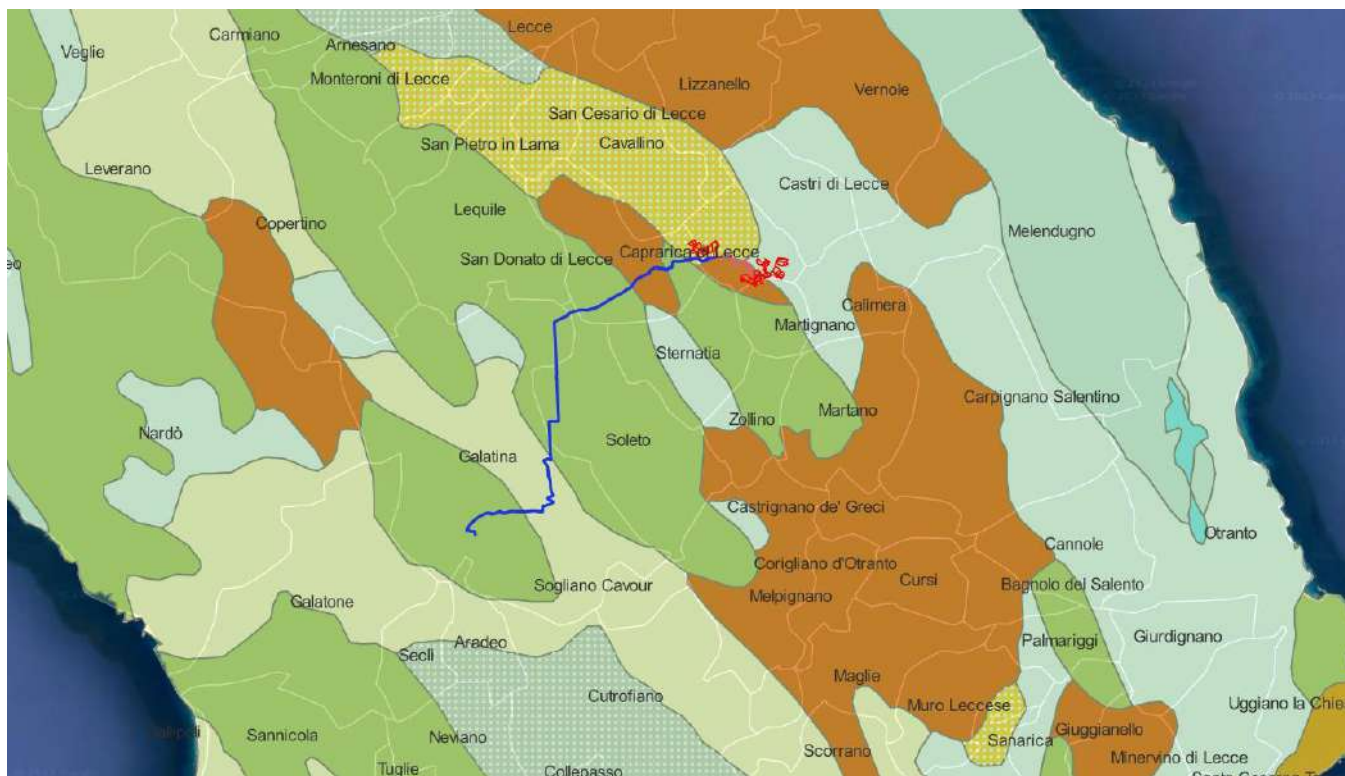 Lecce
Carmiano
Arnesano
Veglie
Monteroni di Lecce
Lizzanello
Vernole
San Cesario di Lecce
San Pietro in Lama
Cavallino
Leverano
Castri di Lecce
Lequile
Copertino
Melendugno
Caprarica di Lecce
San Donato di Lecce
eo
Calimera
Martignano
Sternatia
Carpignano Salentino
Martano
Zollino
Nardò
Soleto
Galatina
Castrignano de' Greci
Otranto
Cannole
Corigliano d'Otranto
Cursi
Bagnolo del Salento
Sogliano Cavour
Melpignano
Galatone
Giurdignano
Palmariggi
Aradeo
Seclì
Maglie
Cutrofiano
Muro Leccese
Uggiano la Chie
Giuggianello
Sannicola
Neviano
Sanarica
Scorrano
Minervino di Lecce
Tuglie
Collepasso